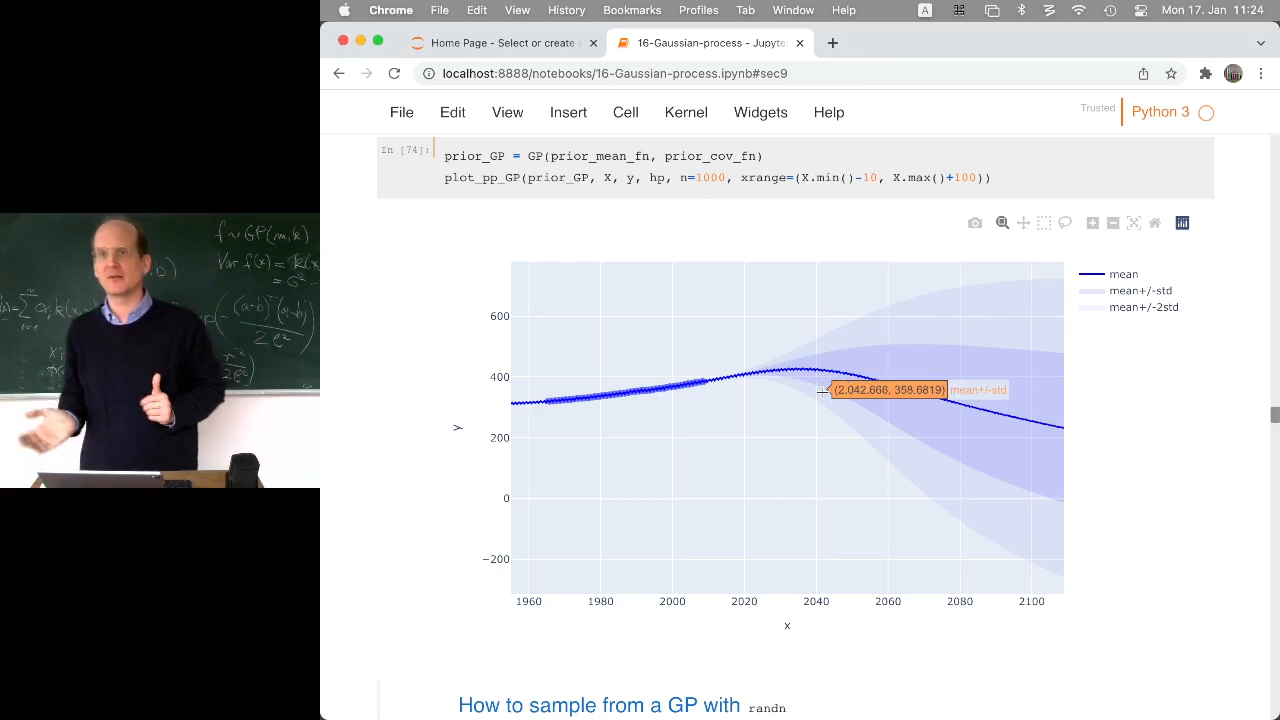 Chrome File Edit View History Bookmarks Profiles Tab Window Help A Mon 17. Jan 11:24
Home Page - Select or create a 16-Gaussian-process - Jupyte
localhost:8888/notebooks/16-Gaussian-process.ipynb#sec9
File Edit View Insert Cell Kernel Widgets Help Trusted Python 3
In [74]: prior_GP = GP(prior_mean_fn, prior_cov_fn)
plot_pp_GP(prior_GP, X, y, hp, n=1000, xrange=(X.min()-10, X.max()+100))
f ~ GP(m,k)
Var f(x) = k(x,
= σ² 
(a-b)ᵀ(a-b)
2ℓ²
mean
mean+/-std
mean+/-2std
600
400
200
0
−200
y
(2,042.666, 358.6819) mean+/-std
1960 1980 2000 2020 2040 2060 2080 2100
x
How to sample from a GP with randn